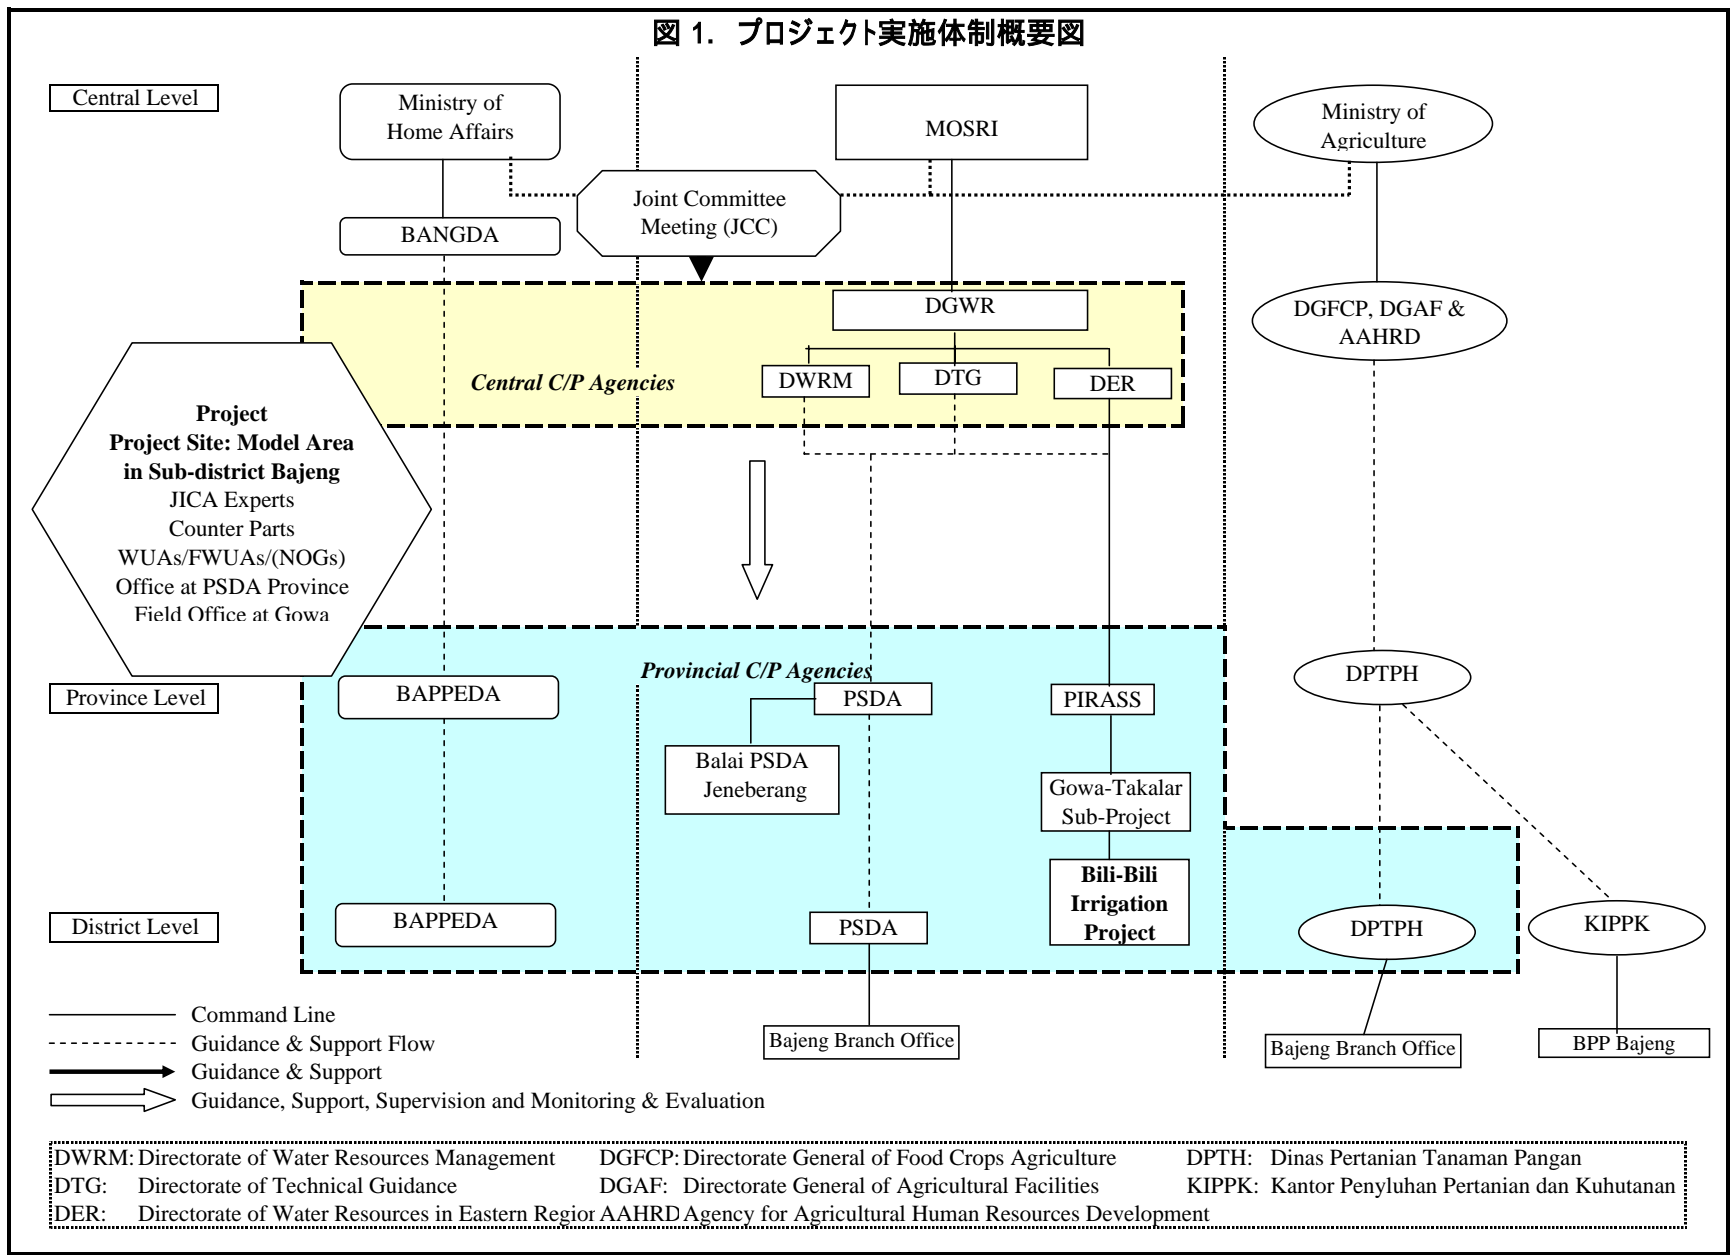 図 1. プロジェクト実施体制概要図
Central Level
Ministry of
Home Affairs
MOSRI
Ministry of
Agriculture
Joint Committee
Meeting (JCC)
BANGDA
DGWR
DGFCP, DGAF &
AAHRD
Central C/P Agencies
DWRM
DTG
DER
Project
Project Site: Model Area
in Sub-district Bajeng
JICA Experts
Counter Parts
WUAs/FWUAs/(NOGs)
Office at PSDA Province
Field Office at Gowa
Provincial C/P Agencies
Province Level
BAPPEDA
PSDA
PIRASS
DPTPH
Balai PSDA
Jeneberang
Gowa-Takalar
Sub-Project
Bili-Bili
Irrigation
Project
District Level
BAPPEDA
PSDA
DPTPH
KIPPK
Bajeng Branch Office
Bajeng Branch Office
BPP Bajeng
Command Line
Guidance & Support Flow
Guidance & Support
Guidance, Support, Supervision and Monitoring & Evaluation
DWRM: Directorate of Water Resources Management DGFCP: Directorate General of Food Crops Agriculture DPTH: Dinas Pertanian Tanaman Pangan
DTG: Directorate of Technical Guidance DGAF: Directorate General of Agricultural Facilities KIPPK: Kantor Penyluhan Pertanian dan Kuhutanan
DER: Directorate of Water Resources in Eastern Region AAHRD Agency for Agricultural Human Resources Development